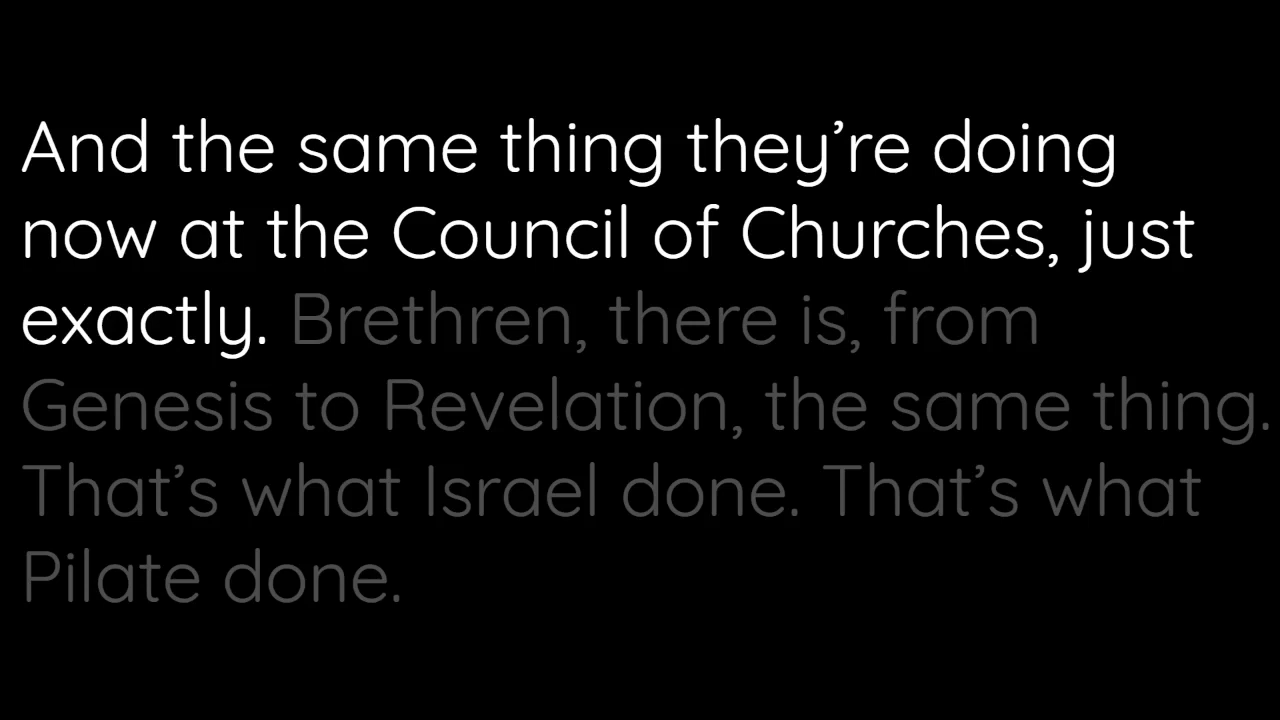 And the same thing they’re doing
now at the Council of Churches, just
exactly. Brethren, there is, from
Genesis to Revelation, the same thing.
That’s what Israel done. That’s what
Pilate done.